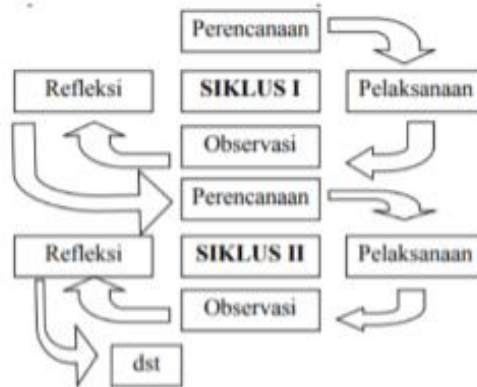 Perencanaan
Refleksi
SIKLUS I
Pelaksanaan
Observasi
Perencanaan
Refleksi
SIKLUS II
Pelaksanaan
Observasi
dst